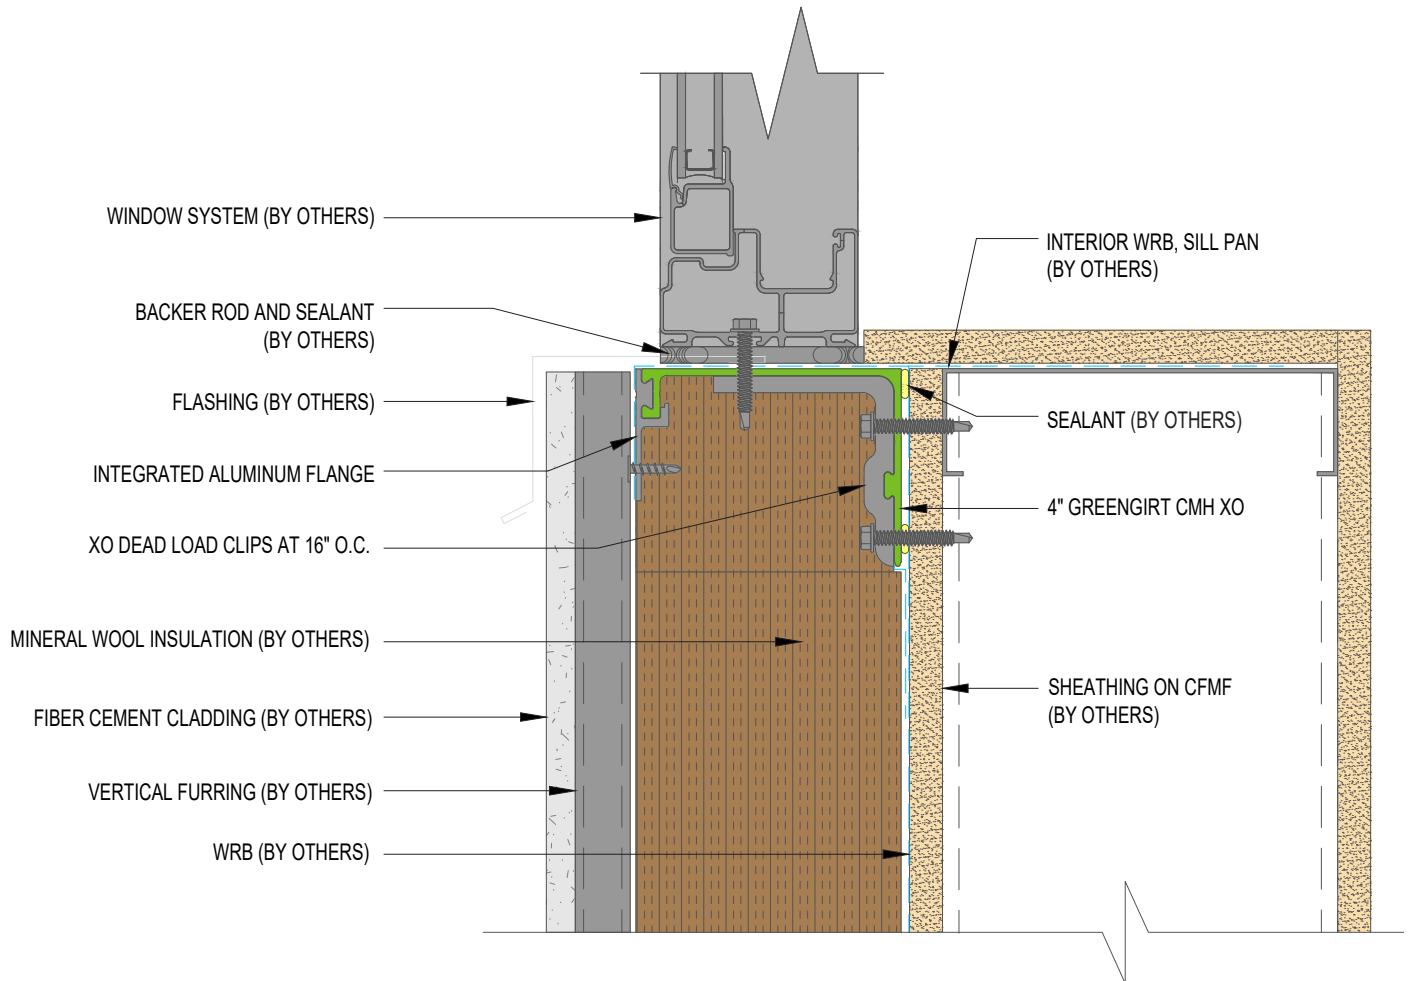 WINDOW SYSTEM (BY OTHERS)
BACKER ROD AND SEALANT
(BY OTHERS)
FLASHING (BY OTHERS)
INTEGRATED ALUMINUM FLANGE
XO DEAD LOAD CLIPS AT 16" O.C.
MINERAL WOOL INSULATION (BY OTHERS)
FIBER CEMENT CLADDING (BY OTHERS)
VERTICAL FURRING (BY OTHERS)
WRB (BY OTHERS)
INTERIOR WRB, SILL PAN
(BY OTHERS)
SEALANT (BY OTHERS)
4" GREENGIRT CMH XO
SHEATHING ON CFMF
(BY OTHERS)